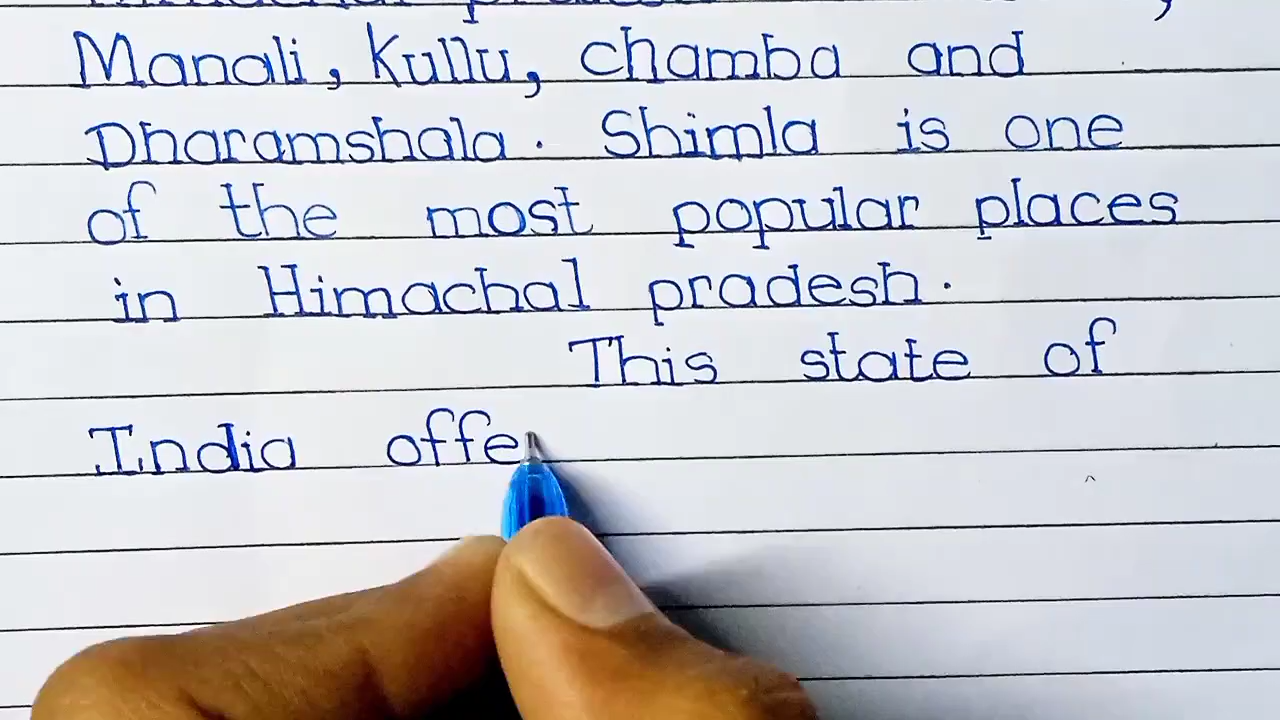 Manali, Kullu, chamba and
Dharamshala. Shimla is one
of the most popular places
in Himachal pradesh.
This state of
India offe